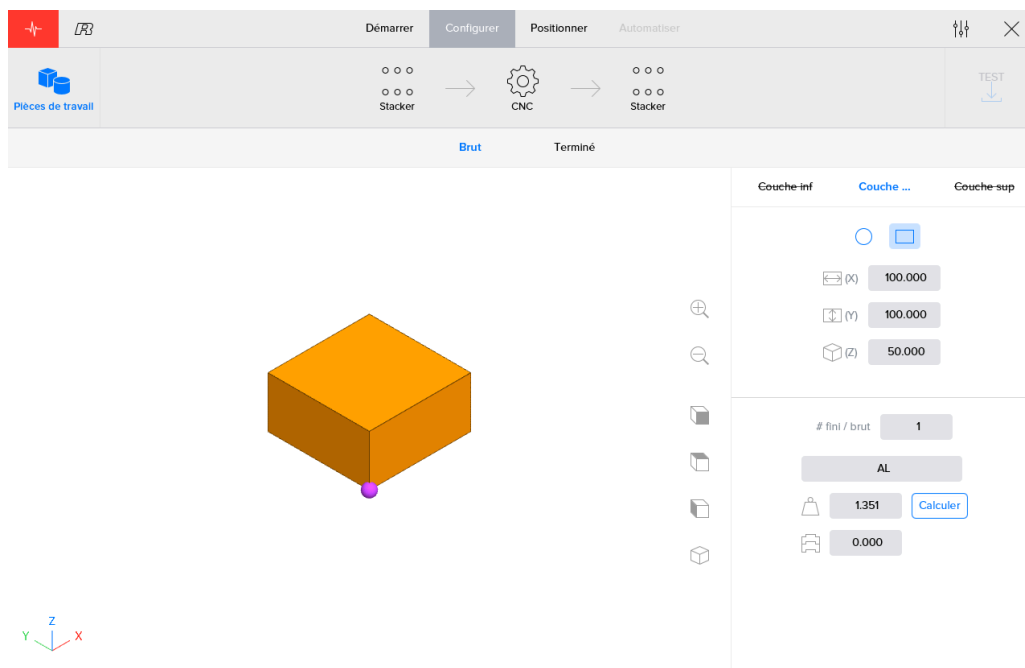 Démarrer
Configurer
Positionner
Automatiser
Pièces de travail
Stacker
CNC
Stacker
TEST
Brut
Terminé
Couche inf
Couche ...
Couche sup
(X) 100.000
(Y) 100.000
(Z) 50.000
# fini / brut 1
AL
1.351 Calculer
0.000
Z
Y
X